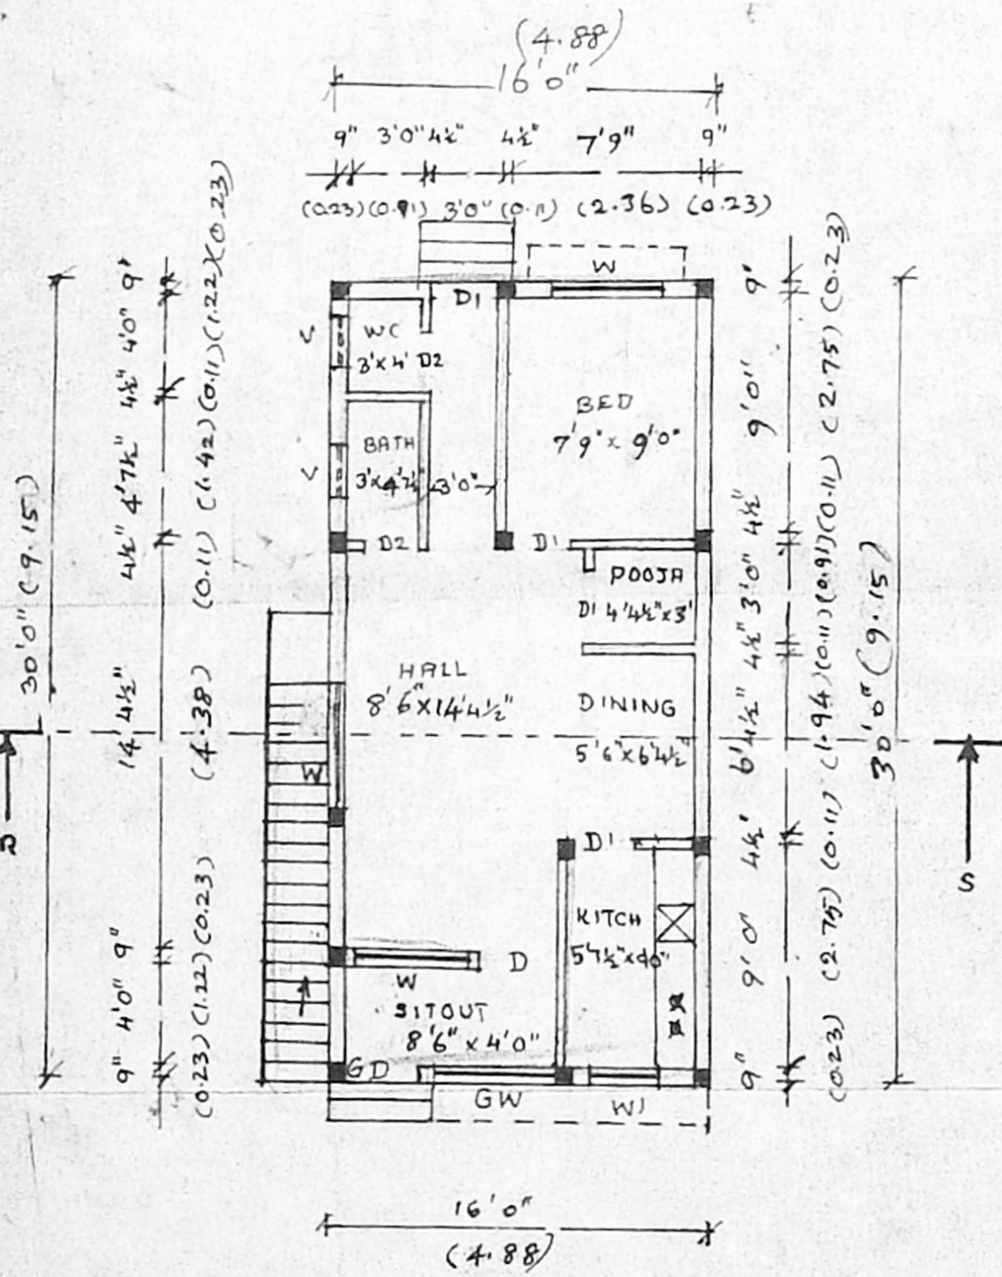 (4.88)
16'0"
9" 3'0" 4½" 4½" 7'9" 9"
(0.23) (0.91) 3'0" (0.11) (2.36) (0.23)
W
D1
WC
3'x4' D2
BED
7'9" x 9'0"
BATH
3'x4'7½" 3'0"
D2
D1
POOJA
D1 4'4½"x3'
HALL
8'6"x14'4½"
DINING
5'6"x6'4½"
W
D1
KITCH
5'7½"x90"
D
W
SITOUT
8'6" x 4'0"
GD
GW
W1
16'0"
(4.88)
30'0" (9.15)
9" 4'0" 9" 14'4½" 4½" 4'7½" 4½" 4'0" 9"
(0.23) (1.22) (0.23) (4.38) (0.11) (1.42) (0.11) (1.22) (0.23)
9" 9'0" 4½" 6'4½" 4½" 3'0" 4½" 9'0" 9"
(0.23) (2.75) (0.11) (1.94) (0.11) (0.91) (0.11) (2.75) (0.23)
30'0" (9.15)
S